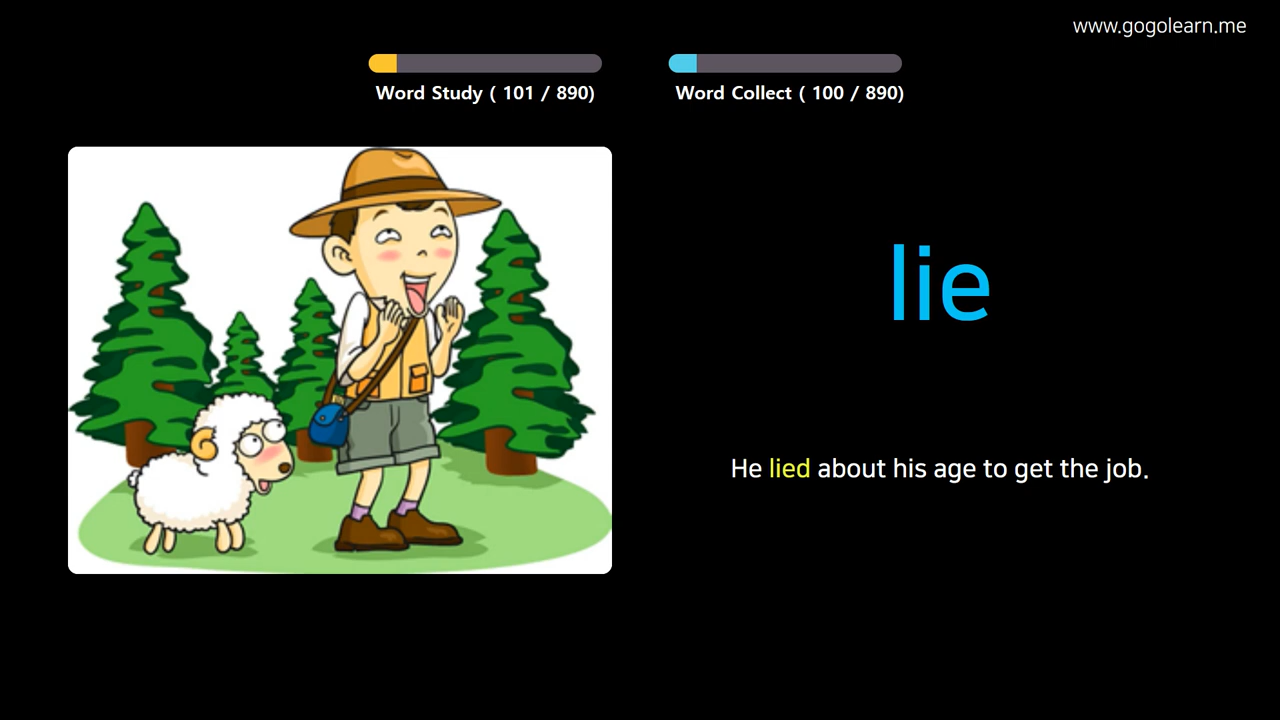 www.gogolearn.me
Word Study ( 101 / 890)
Word Collect ( 100 / 890)
lie
He lied about his age to get the job.